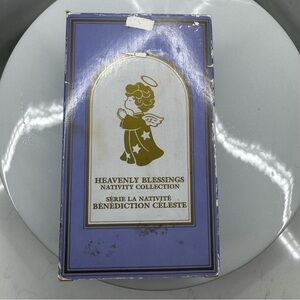 HEAVENLY BLESSINGS
NATIVITY COLLECTION
SÉRIE LA NATIVITÉ
BÉNÉDICTION CÉLESTE